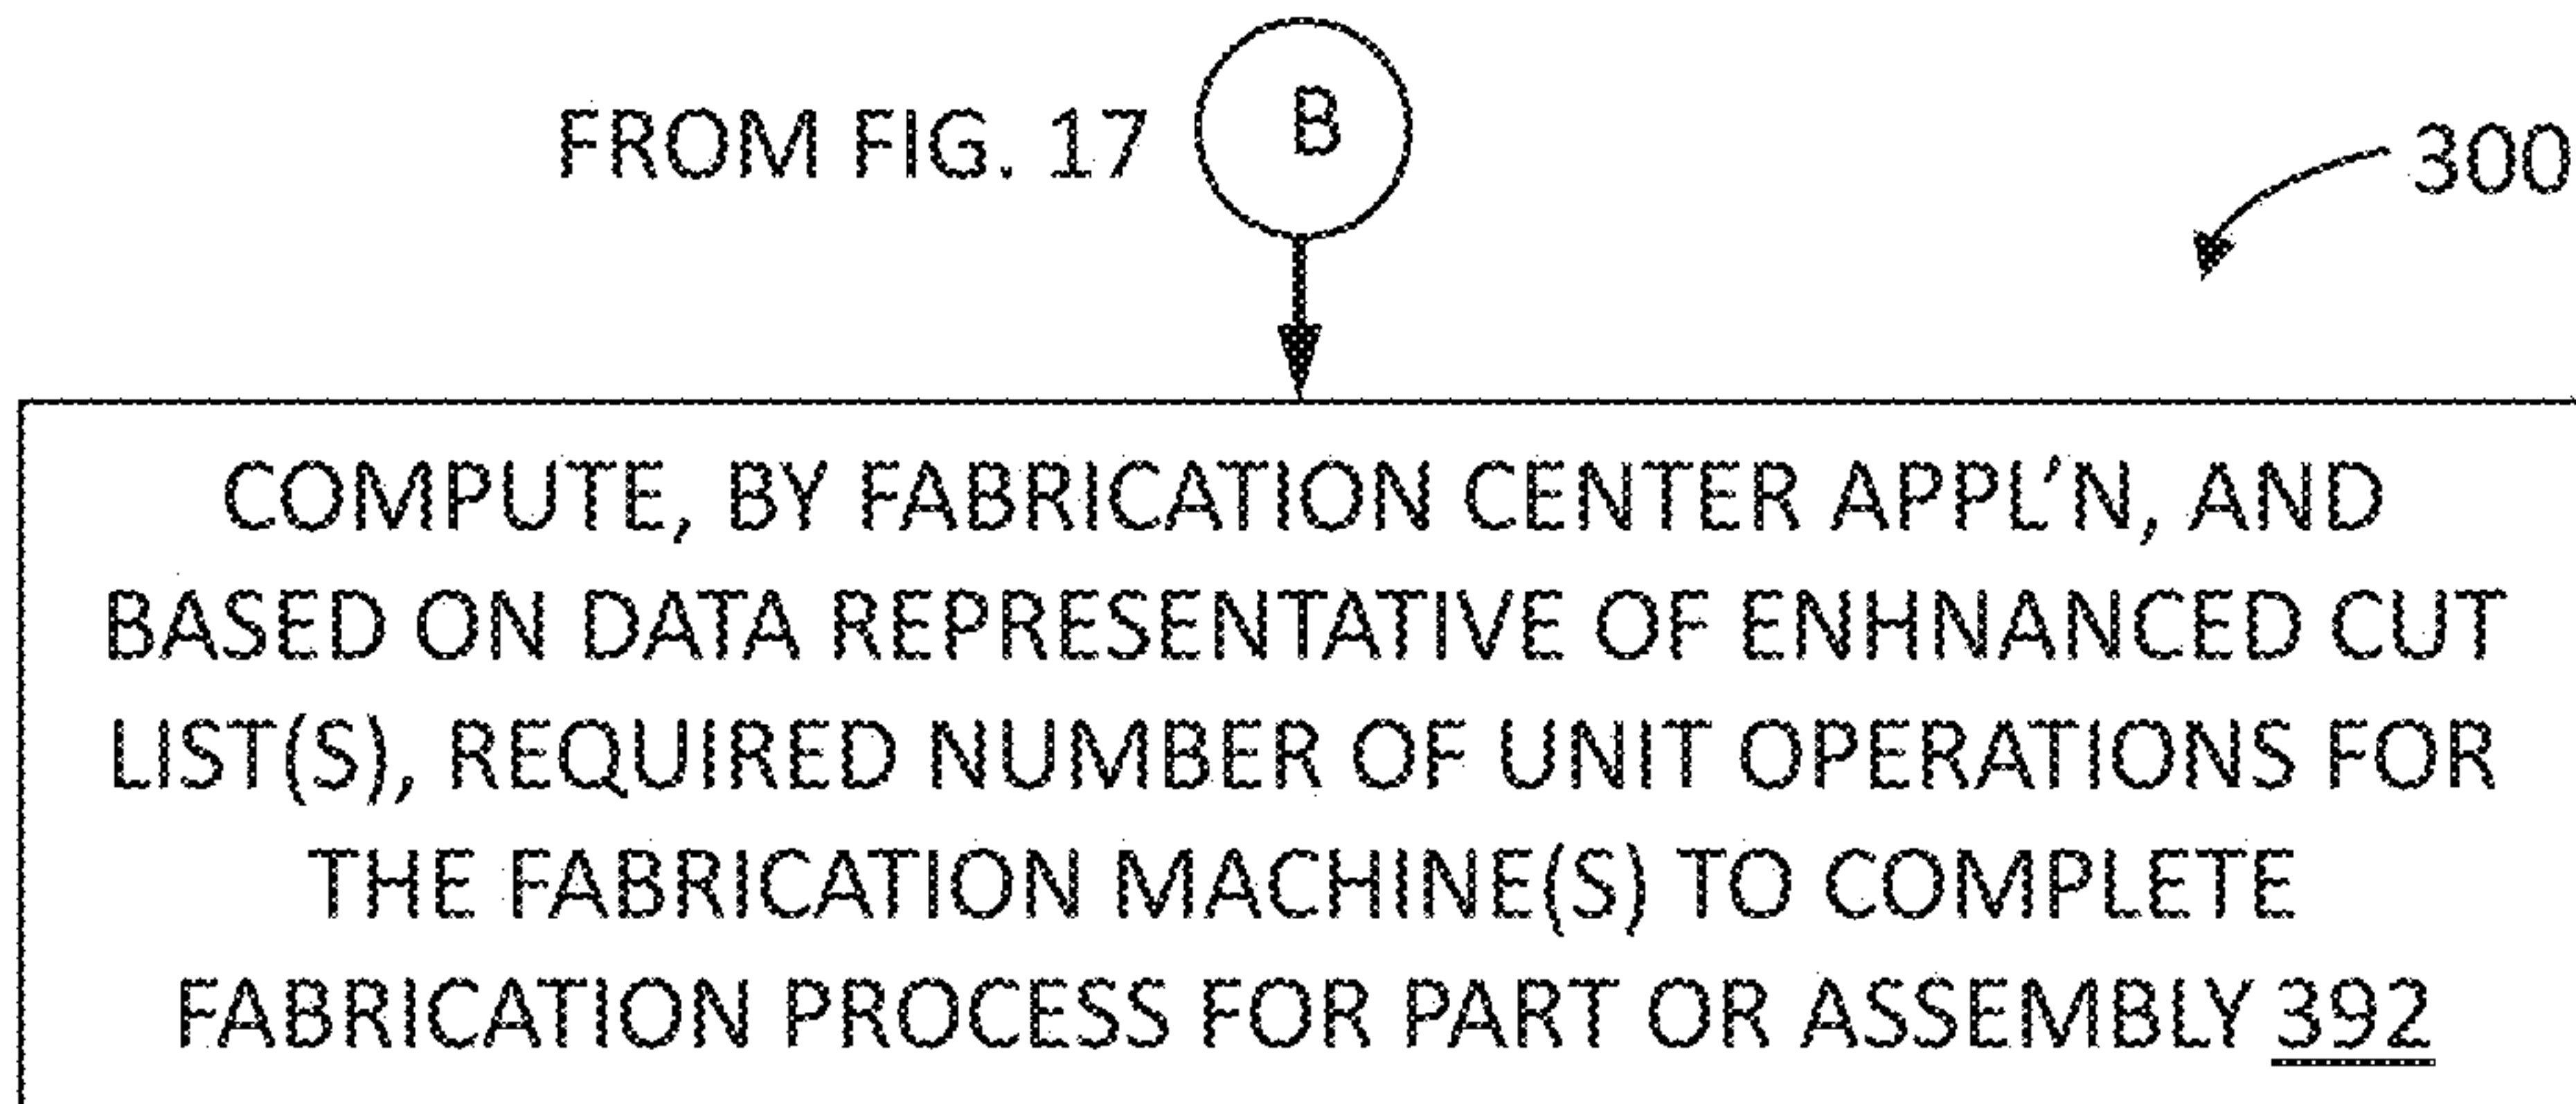 FROM FIG. 17 B
300
COMPUTE, BY FABRICATION CENTER APPL’N, AND
BASED ON DATA REPRESENTATIVE OF ENHNANCED CUT
LIST(S), REQUIRED NUMBER OF UNIT OPERATIONS FOR
THE FABRICATION MACHINE(S) TO COMPLETE
FABRICATION PROCESS FOR PART OR ASSEMBLY 392